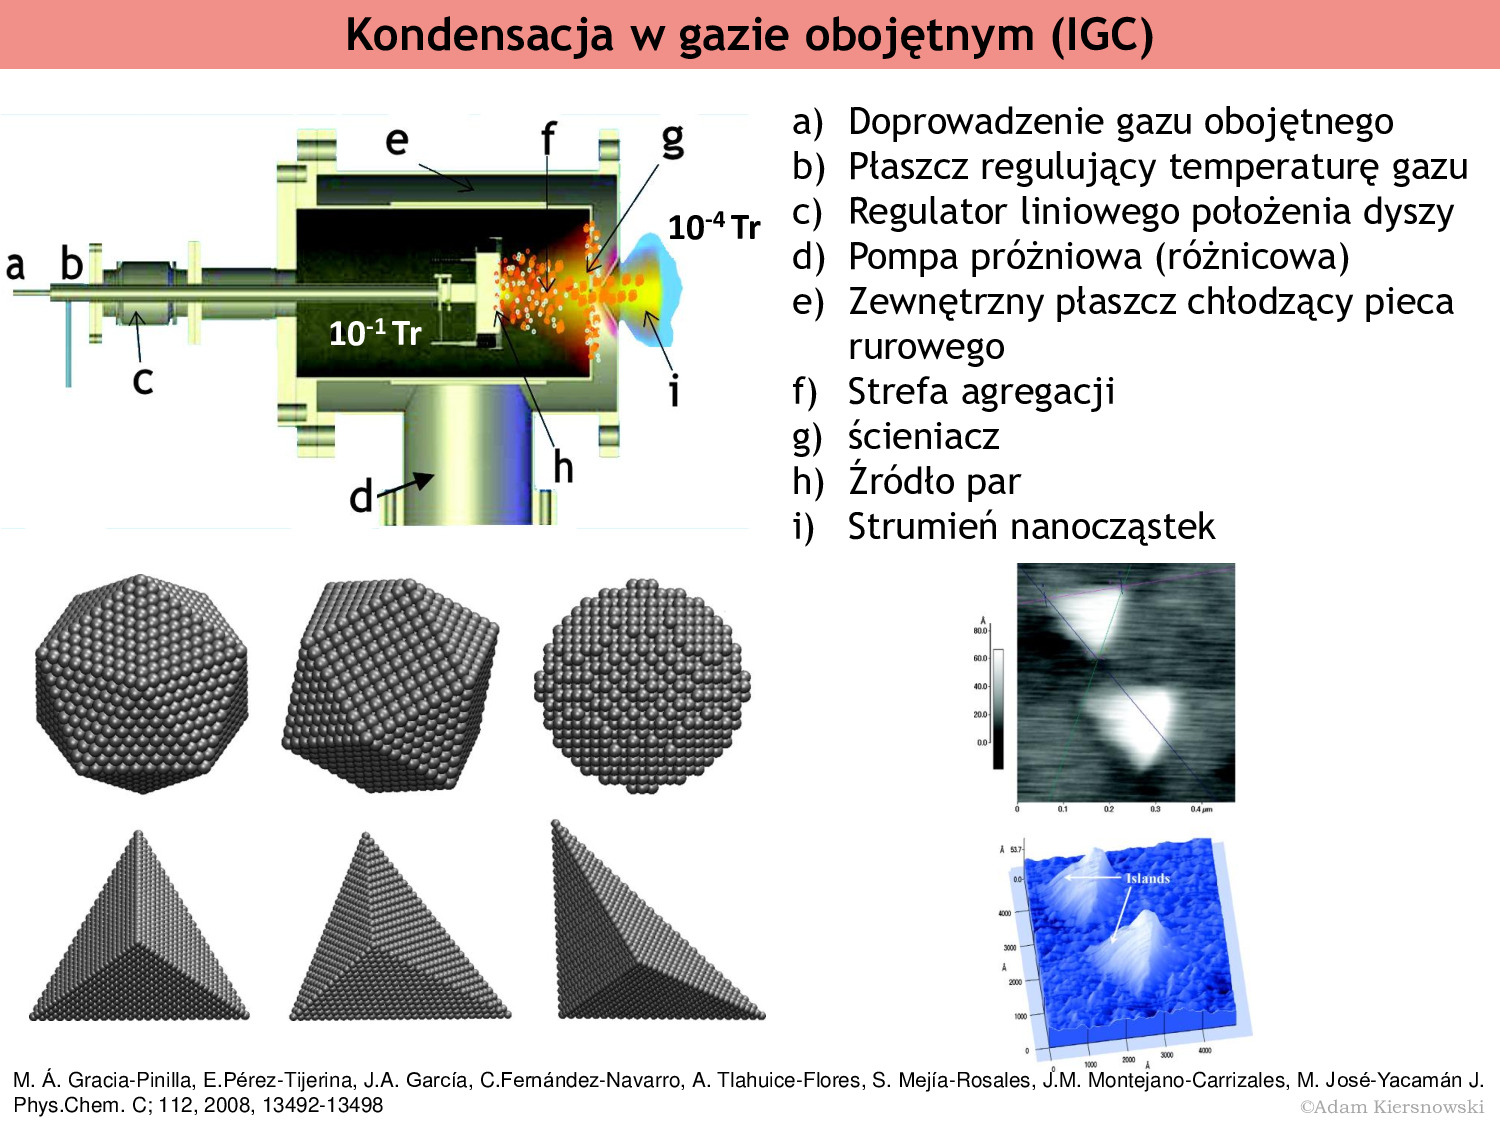 Kondensacja w gazie obojętnym (IGC)
a
b
c
d
e
f
g
h
i
10⁻¹ Tr
10⁻⁴ Tr
a) Doprowadzenie gazu obojętnego
b) Płaszcz regulujący temperaturę gazu
c) Regulator liniowego położenia dyszy
d) Pompa próżniowa (różnicowa)
e) Zewnętrzny płaszcz chłodzący pieca
rurowego
f) Strefa agregacji
g) ścieniacz
h) Źródło par
i) Strumień nanocząstek
Å
80.0
60.0
40.0
20.0
0.0
0 0.1 0.2 0.3 0.4 µm
Å 53.7
0.0
Islands
4000
3000
Å
2000
1000
0
0 1000 2000 3000 4000
Å
M. Á. Gracia-Pinilla, E.Pérez-Tijerina, J.A. García, C.Fernández-Navarro, A. Tlahuice-Flores, S. Mejía-Rosales, J.M. Montejano-Carrizales, M. José-Yacamán J.
Phys.Chem. C; 112, 2008, 13492-13498
©Adam Kiersnowski